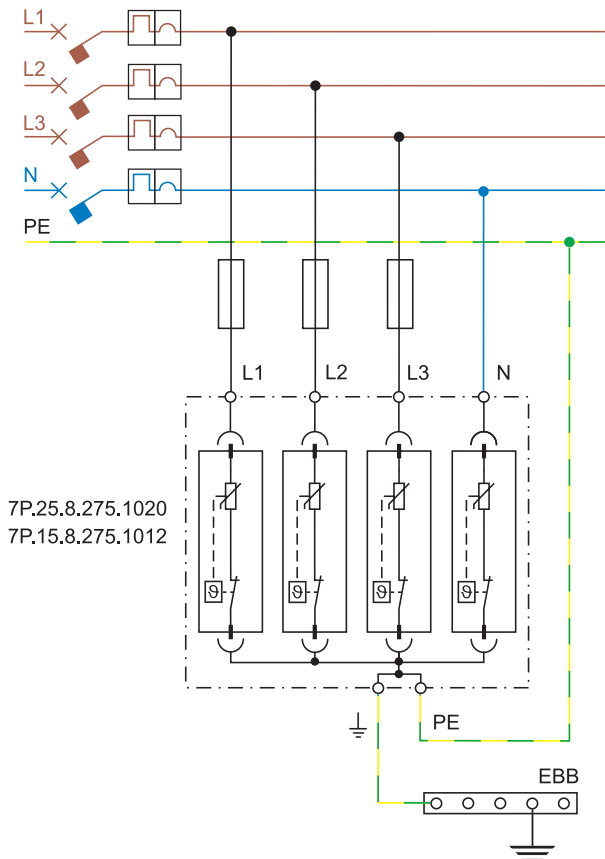 L1
L2
L3
N
PE
L1 L2 L3 N
7P.25.8.275.1020
7P.15.8.275.1012
ϑ ϑ ϑ ϑ
PE
EBB